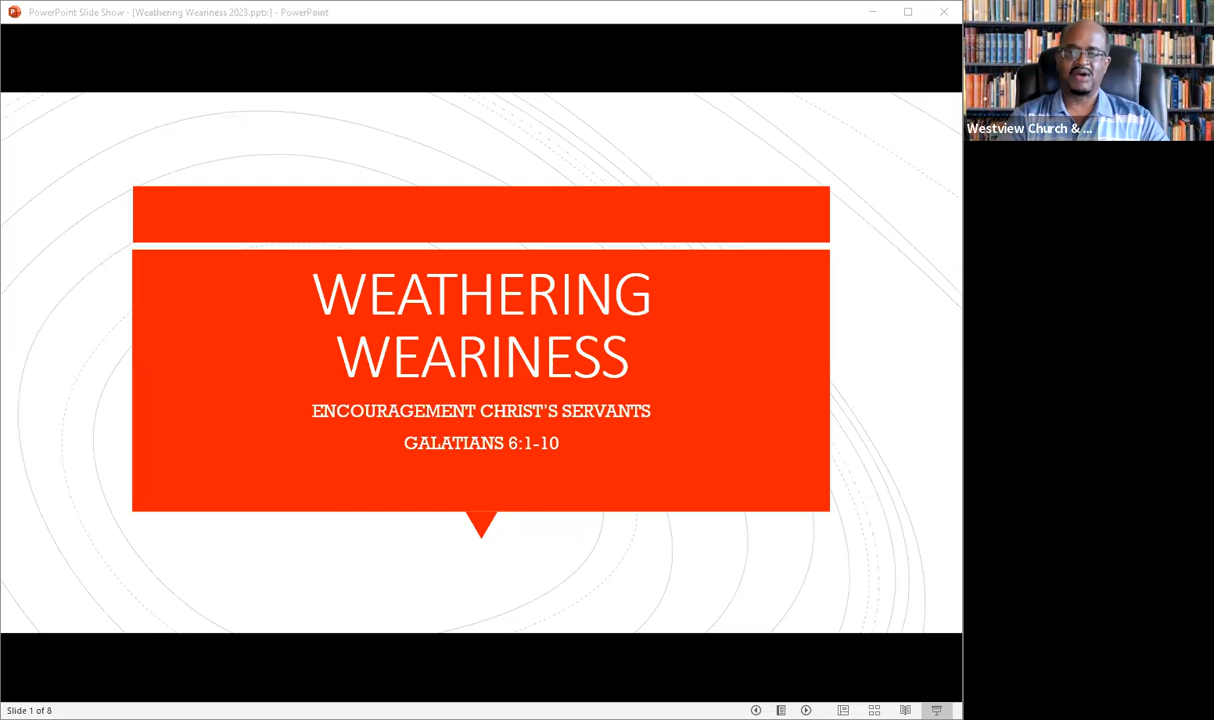 PowerPoint Slide Show - [Weathering Weariness 2023.pptx] - PowerPoint
Westview Church & ...
WEATHERING
WEARINESS
ENCOURAGEMENT CHRIST'S SERVANTS
GALATIANS 6:1-10
Slide 1 of 8